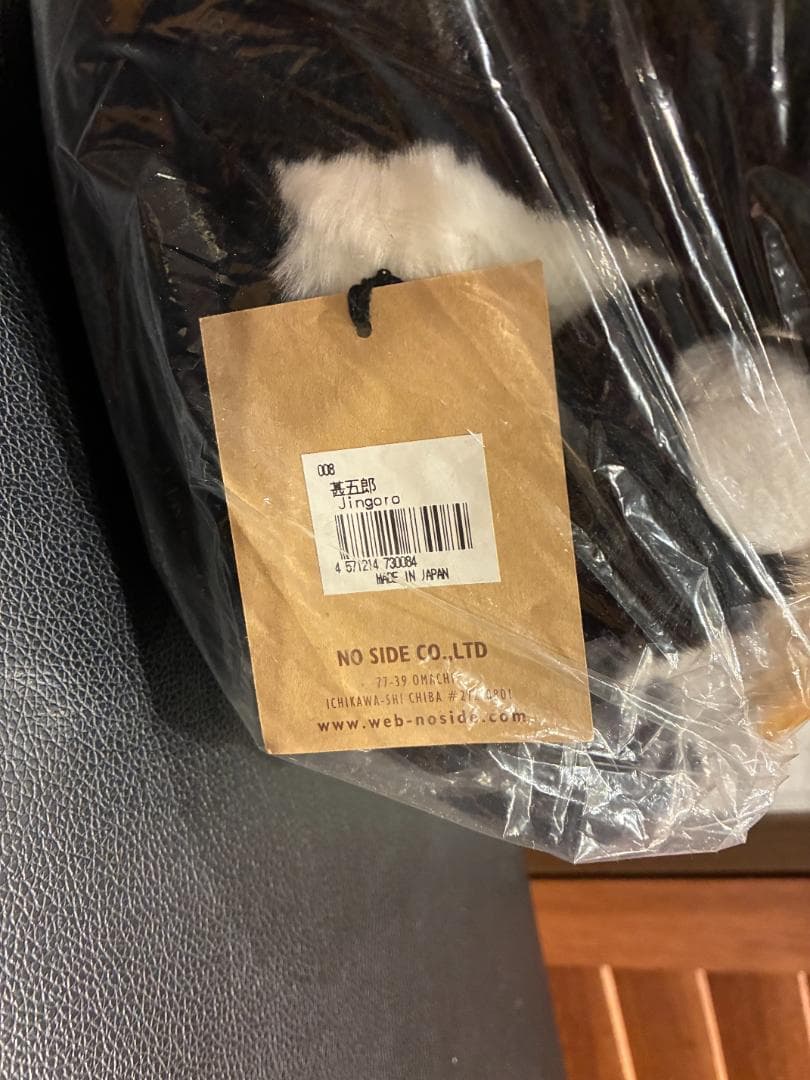 008
甚五郎
Jingoro
4 571214 730084
MADE IN JAPAN
NO SIDE CO.,LTD
77-39 OMACHI
ICHIKAWA-SHI CHIBA
www.web-noside.com